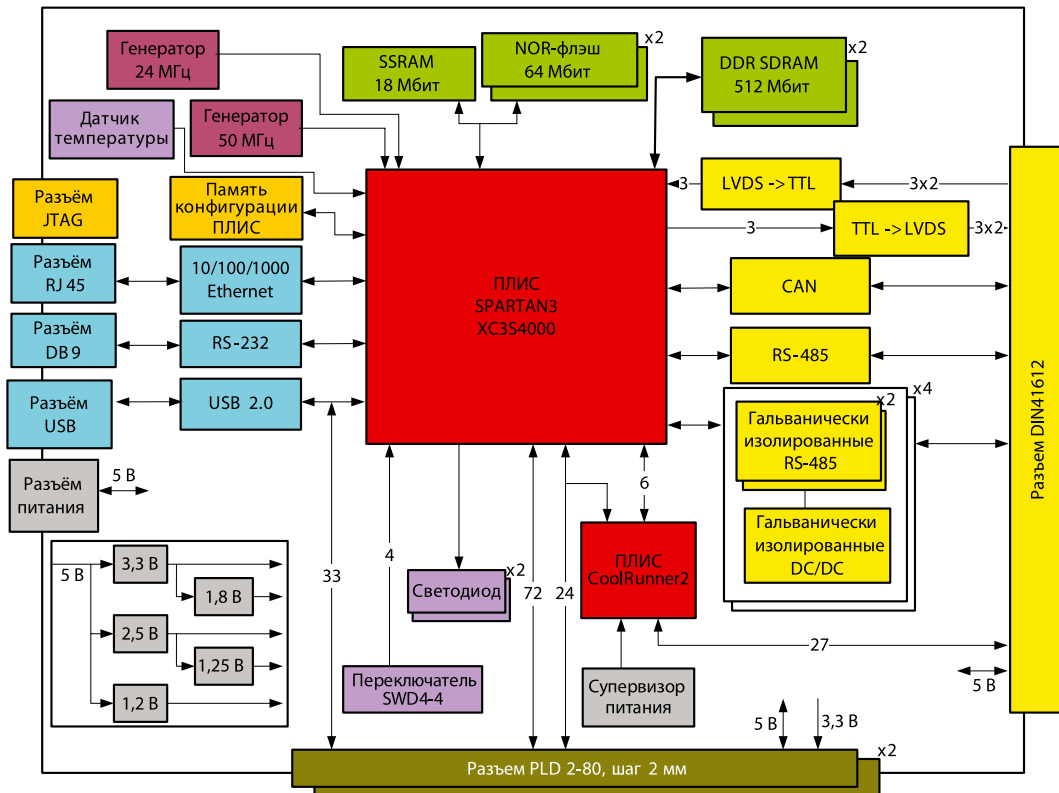 Генератор
24 МГц
SSRAM
18 Мбит
NOR-флэш
64 Мбит
x2
DDR SDRAM
512 Мбит
x2
Датчик
температуры
Генератор
50 МГц
Разъём
JTAG
Память
конфигурации
ПЛИС
3
LVDS -> TTL
3x2
3
TTL -> LVDS
3x2
Разъём
RJ 45
10/100/1000
Ethernet
ПЛИС
SPARTAN3
XC3S4000
CAN
Разъём
DB 9
RS-232
RS-485
Разъём
USB
USB 2.0
x4
x2
Гальванически
изолированные
RS-485
Гальванически
изолированные
DC/DC
Разъем DIN41612
Разъём
питания
5 В
5 В
3,3 В
1,8 В
2,5 В
1,25 В
1,2 В
33
4
Светодиод
x2
72
24
6
ПЛИС
CoolRunner2
27
Переключатель
SWD4-4
Супервизор
питания
5 В
5 В
3,3 В
Разъем PLD 2-80, шаг 2 мм
x2